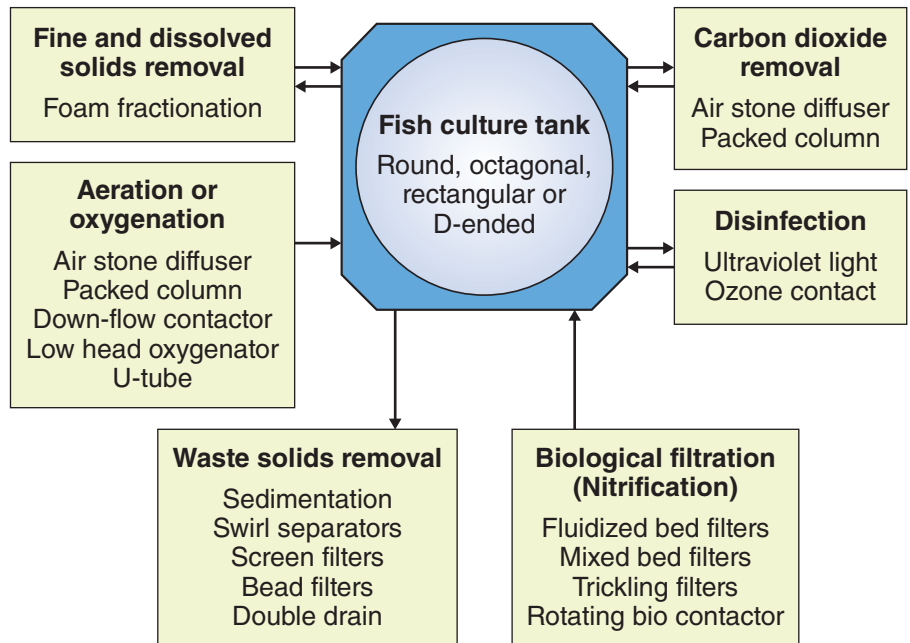 Fine and dissolved
solids removal
Foam fractionation
Fish culture tank
Round, octagonal,
rectangular or
D-ended
Carbon dioxide
removal
Air stone diffuser
Packed column
Aeration or
oxygenation
Air stone diffuser
Packed column
Down-flow contactor
Low head oxygenator
U-tube
Disinfection
Ultraviolet light
Ozone contact
Waste solids removal
Sedimentation
Swirl separators
Screen filters
Bead filters
Double drain
Biological filtration
(Nitrification)
Fluidized bed filters
Mixed bed filters
Trickling filters
Rotating bio contactor